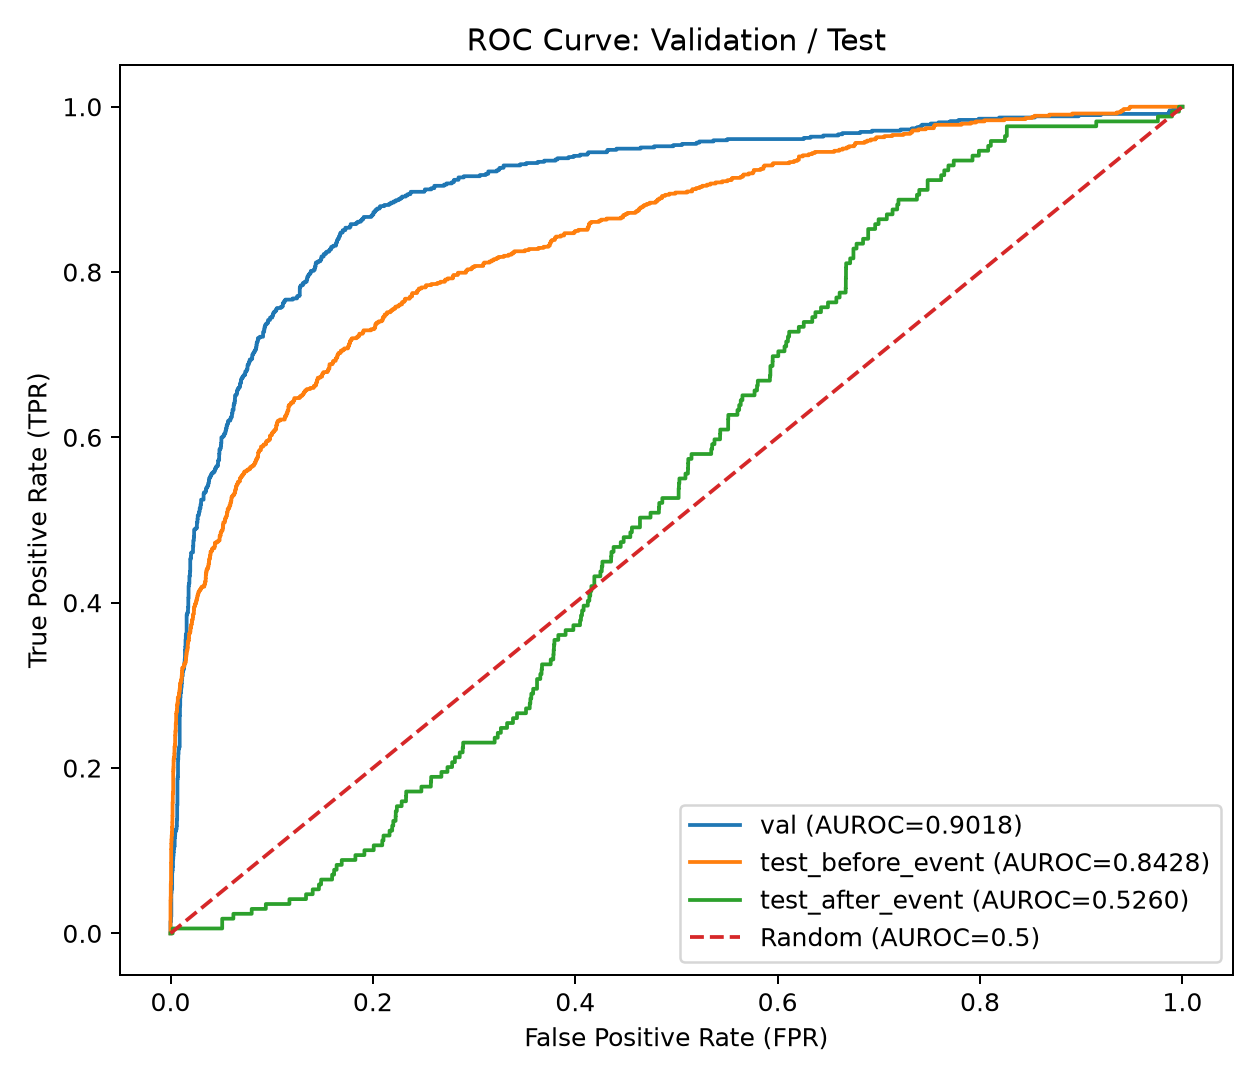 ROC Curve: Validation / Test
True Positive Rate (TPR)
1.0
0.8
0.6
0.4
0.2
0.0
val (AUROC=0.9018)
test_before_event (AUROC=0.8428)
test_after_event (AUROC=0.5260)
Random (AUROC=0.5)
0.0 0.2 0.4 0.6 0.8 1.0
False Positive Rate (FPR)